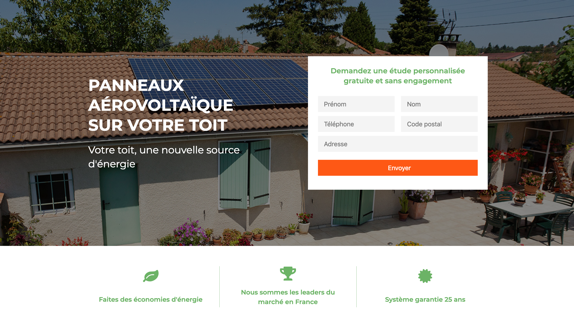 PANNEAUX
AÉROVOLTAÏQUE
SUR VOTRE TOIT
Votre toit, une nouvelle source
d'énergie
Demandez une étude personnalisée
gratuite et sans engagement
Prénom
Nom
Téléphone
Code postal
Adresse
Envoyer
Faites des économies d'énergie
Nous sommes les leaders du
marché en France
Système garantie 25 ans